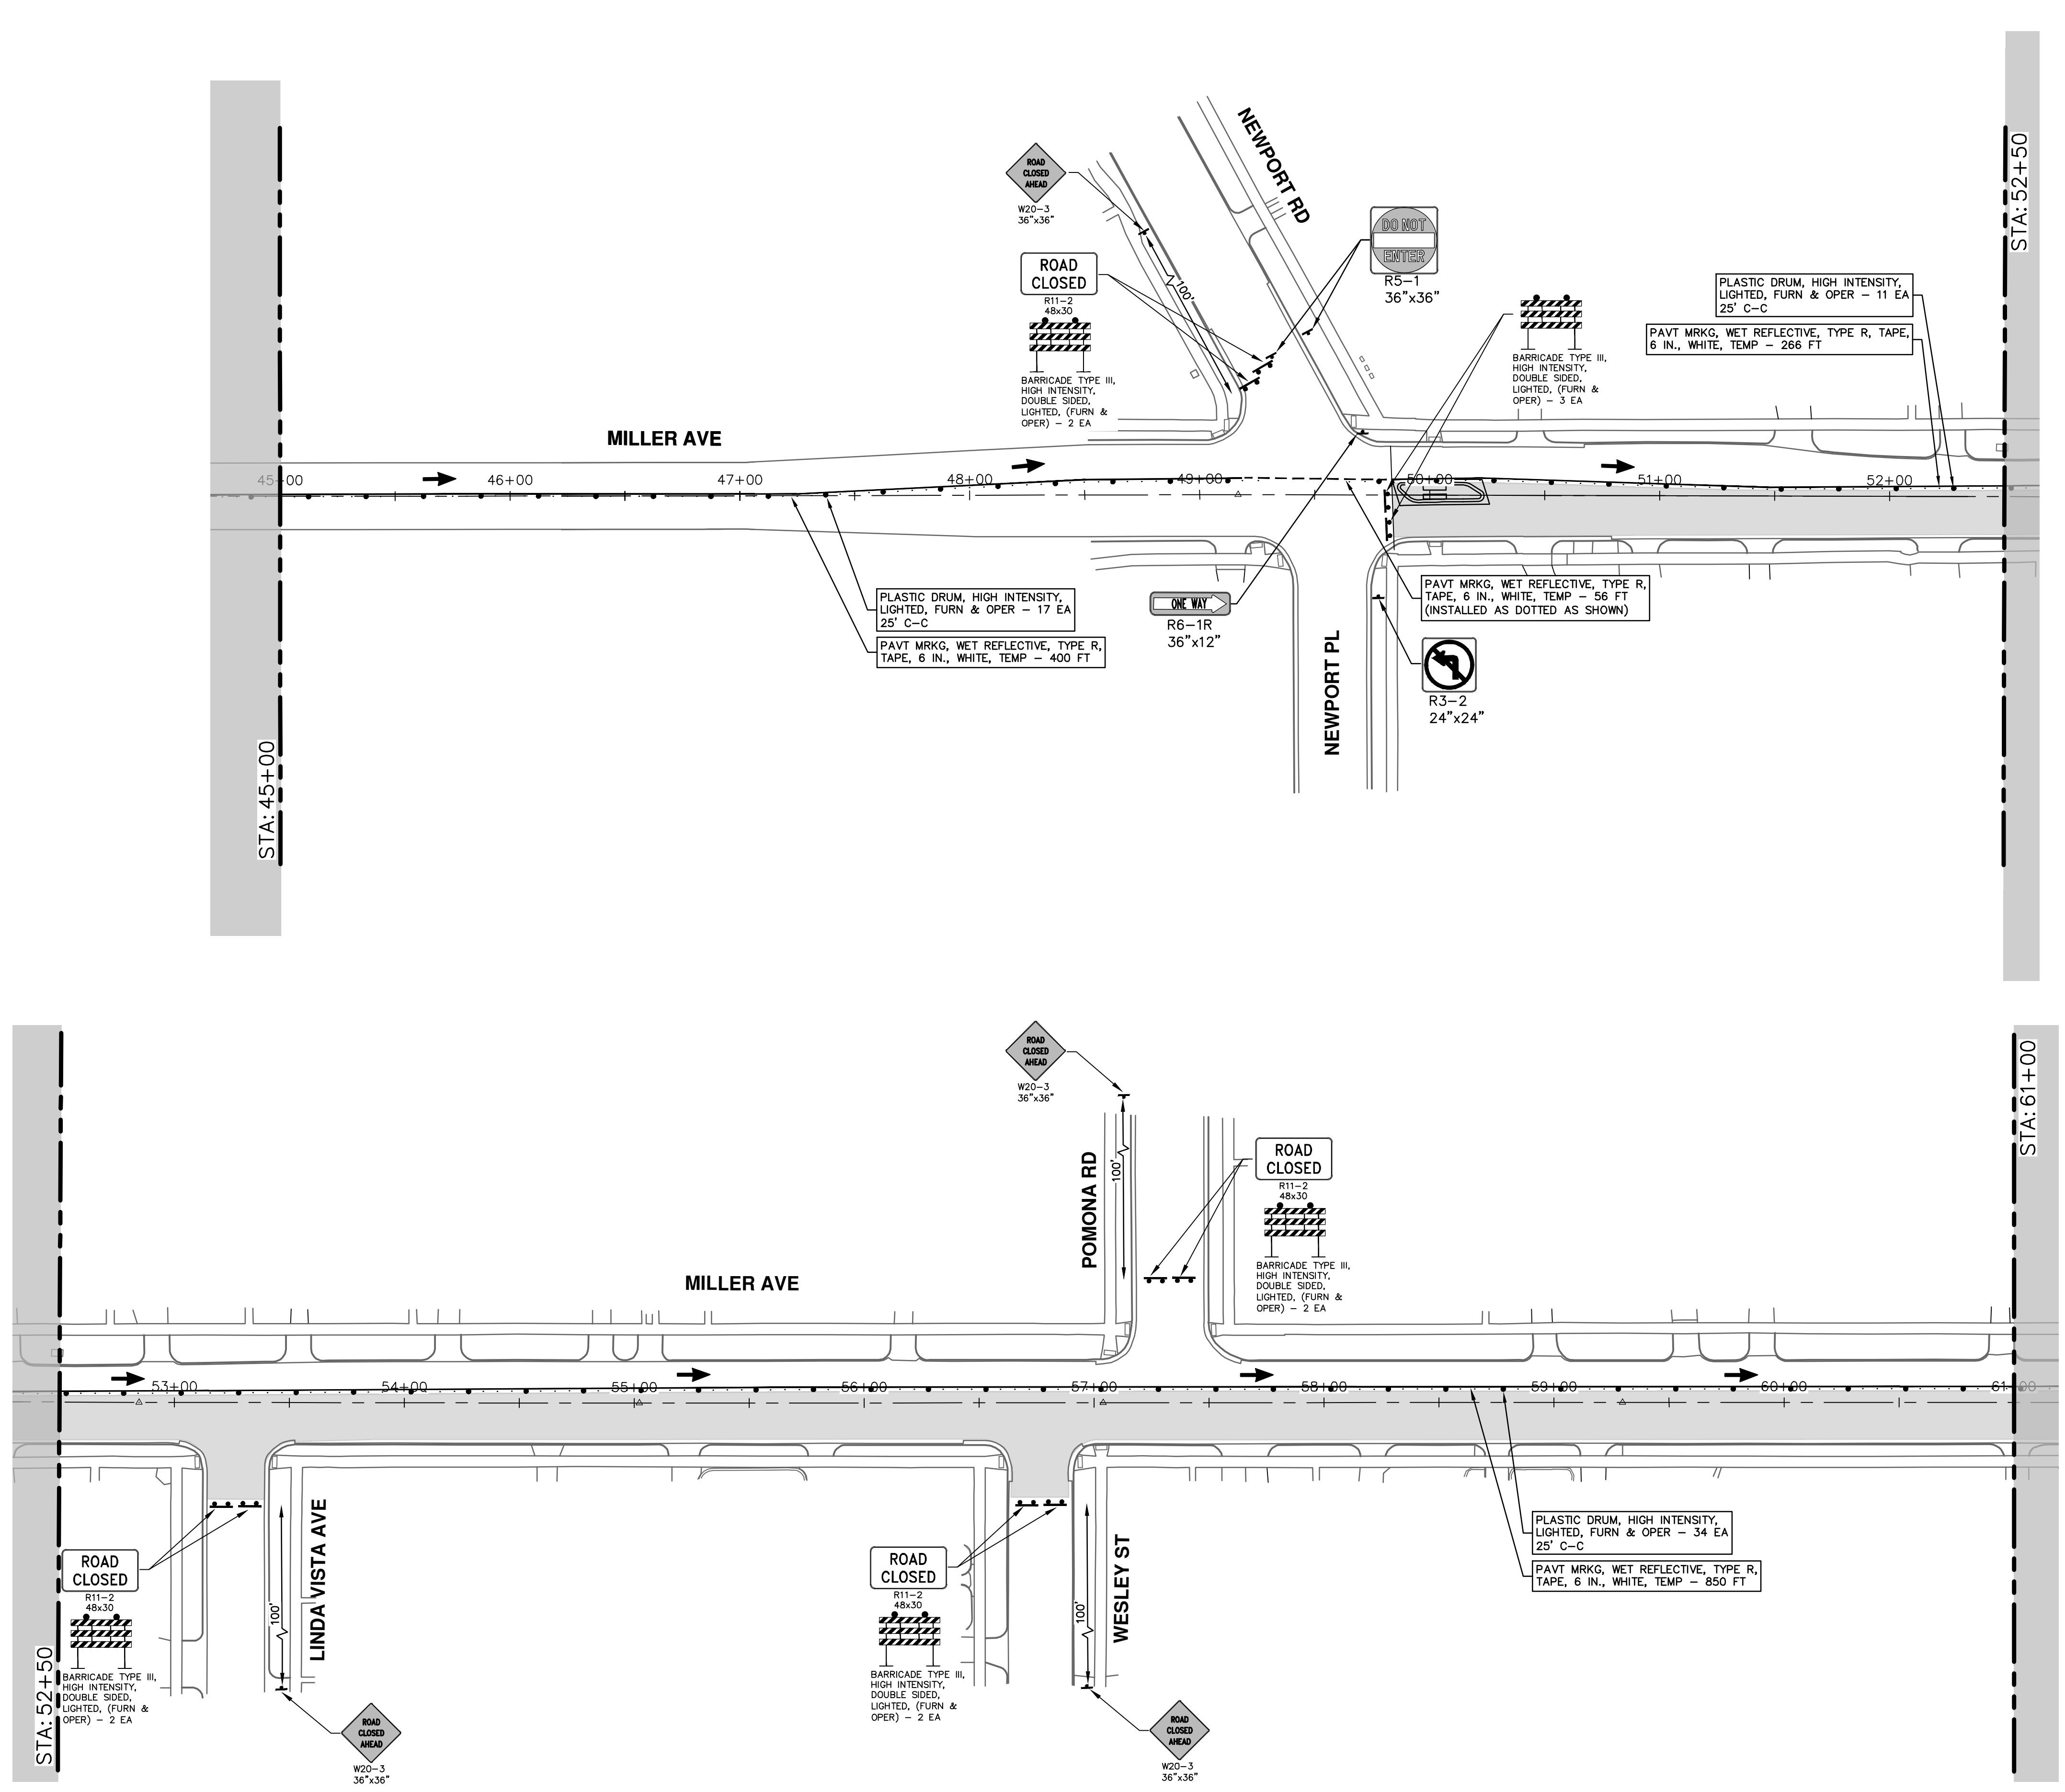 NEWPORT RD
STA: 52+50
ROAD
CLOSED
AHEAD
W20-3
36"x36"
100'
DO NOT
ENTER
R5-1
36"x36"
ROAD
CLOSED
R11-2
48x30
BARRICADE TYPE III,
HIGH INTENSITY,
DOUBLE SIDED,
LIGHTED, (FURN &
OPER) - 2 EA
BARRICADE TYPE III,
HIGH INTENSITY,
DOUBLE SIDED,
LIGHTED, (FURN &
OPER) - 3 EA
PLASTIC DRUM, HIGH INTENSITY,
LIGHTED, FURN & OPER - 11 EA
25' C-C
PAVT MRKG, WET REFLECTIVE, TYPE R, TAPE,
6 IN., WHITE, TEMP - 266 FT
MILLER AVE
45+00 46+00 47+00 48+00 49+00 50+00 51+00 52+00
PLASTIC DRUM, HIGH INTENSITY,
LIGHTED, FURN & OPER - 17 EA
25' C-C
PAVT MRKG, WET REFLECTIVE, TYPE R,
TAPE, 6 IN., WHITE, TEMP - 400 FT
ONE WAY
R6-1R
36"x12"
PAVT MRKG, WET REFLECTIVE, TYPE R,
TAPE, 6 IN., WHITE, TEMP - 56 FT
(INSTALLED AS DOTTED AS SHOWN)
NEWPORT PL
R3-2
24"x24"
STA: 45+00
ROAD
CLOSED
AHEAD
W20-3
36"x36"
STA: 61+00
POMONA RD
100'
ROAD
CLOSED
R11-2
48x30
BARRICADE TYPE III,
HIGH INTENSITY,
DOUBLE SIDED,
LIGHTED, (FURN &
OPER) - 2 EA
MILLER AVE
53+00 54+00 55+00 56+00 57+00 58+00 59+00 60+00 61+00
ROAD
CLOSED
R11-2
48x30
BARRICADE TYPE III,
HIGH INTENSITY,
DOUBLE SIDED,
LIGHTED, (FURN &
OPER) - 2 EA
100'
LINDA VISTA AVE
ROAD
CLOSED
R11-2
48x30
BARRICADE TYPE III,
HIGH INTENSITY,
DOUBLE SIDED,
LIGHTED, (FURN &
OPER) - 2 EA
100'
WESLEY ST
PLASTIC DRUM, HIGH INTENSITY,
LIGHTED, FURN & OPER - 34 EA
25' C-C
PAVT MRKG, WET REFLECTIVE, TYPE R,
TAPE, 6 IN., WHITE, TEMP - 850 FT
STA: 52+50
ROAD
CLOSED
AHEAD
W20-3
36"x36"
ROAD
CLOSED
AHEAD
W20-3
36"x36"